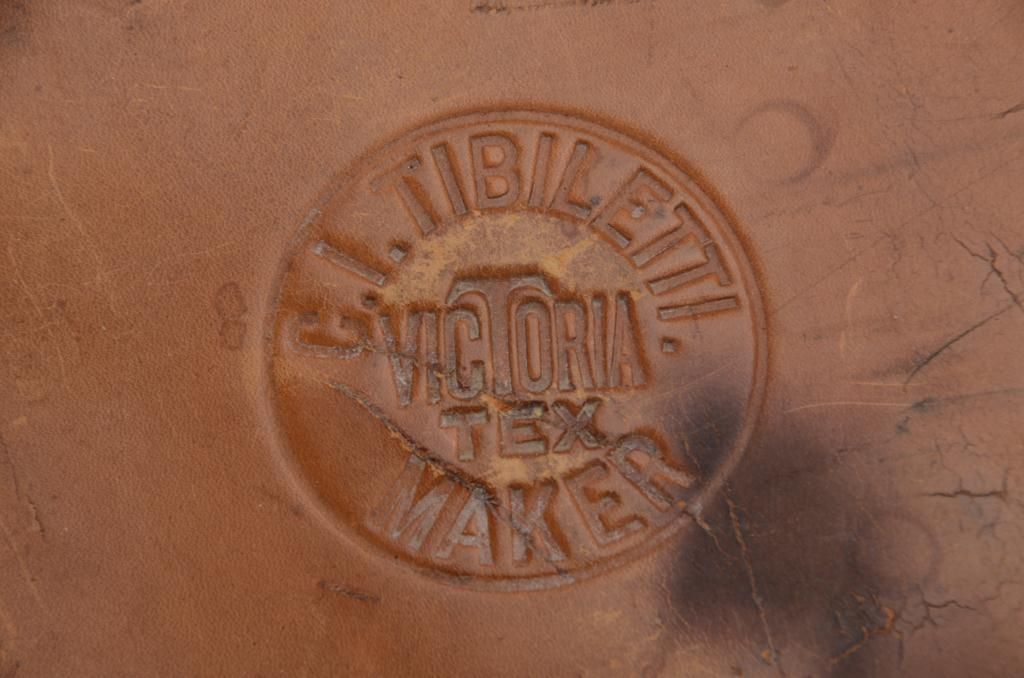 C. I. TIBILETTI.
VICTORIA
TEX
MAKER